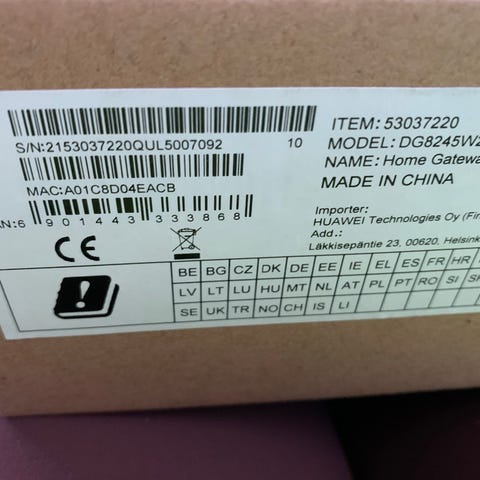 S/N:2153037220QUL5007092 10
MAC:A01C8D04EACB
AN:6 901443 333868
CE
ITEM: 53037220
MODEL: DG8245W2
NAME: Home Gatewa
MADE IN CHINA
Importer:
HUAWEI Technologies Oy (Fin
Add.:
Läkkisepäntie 23, 00620, Helsink
BE BG CZ DK DE EE IE EL ES FR HR
LV LT LU HU MT NL AT PL PT RO SI SK
SE UK TR NO CH IS LI